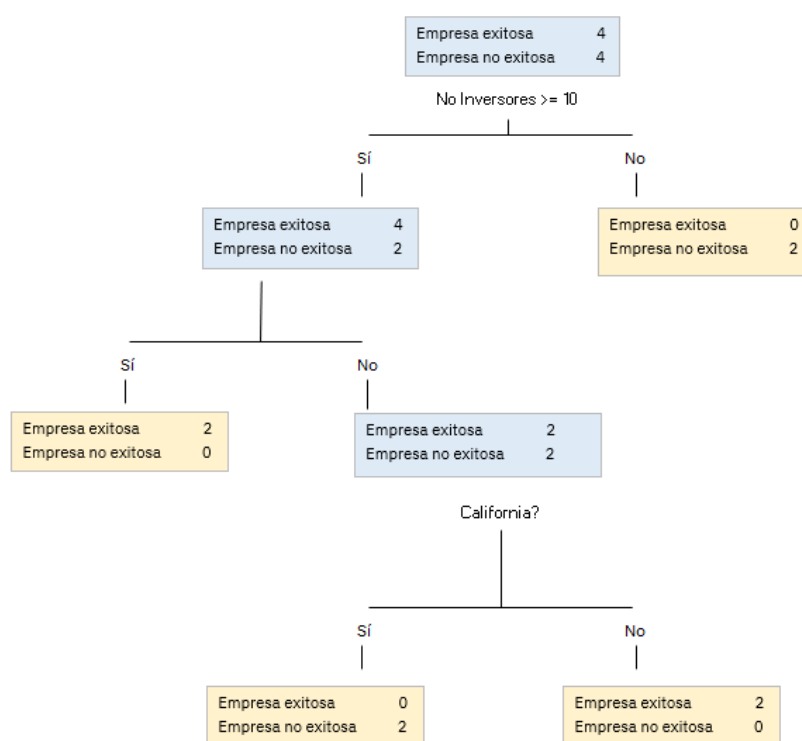 Empresa exitosa 4
Empresa no exitosa 4
No Inversores >= 10
Sí No
Empresa exitosa 4
Empresa no exitosa 2
Empresa exitosa 0
Empresa no exitosa 2
Sí No
Empresa exitosa 2
Empresa no exitosa 0
Empresa exitosa 2
Empresa no exitosa 2
California?
Sí No
Empresa exitosa 0
Empresa no exitosa 2
Empresa exitosa 2
Empresa no exitosa 0